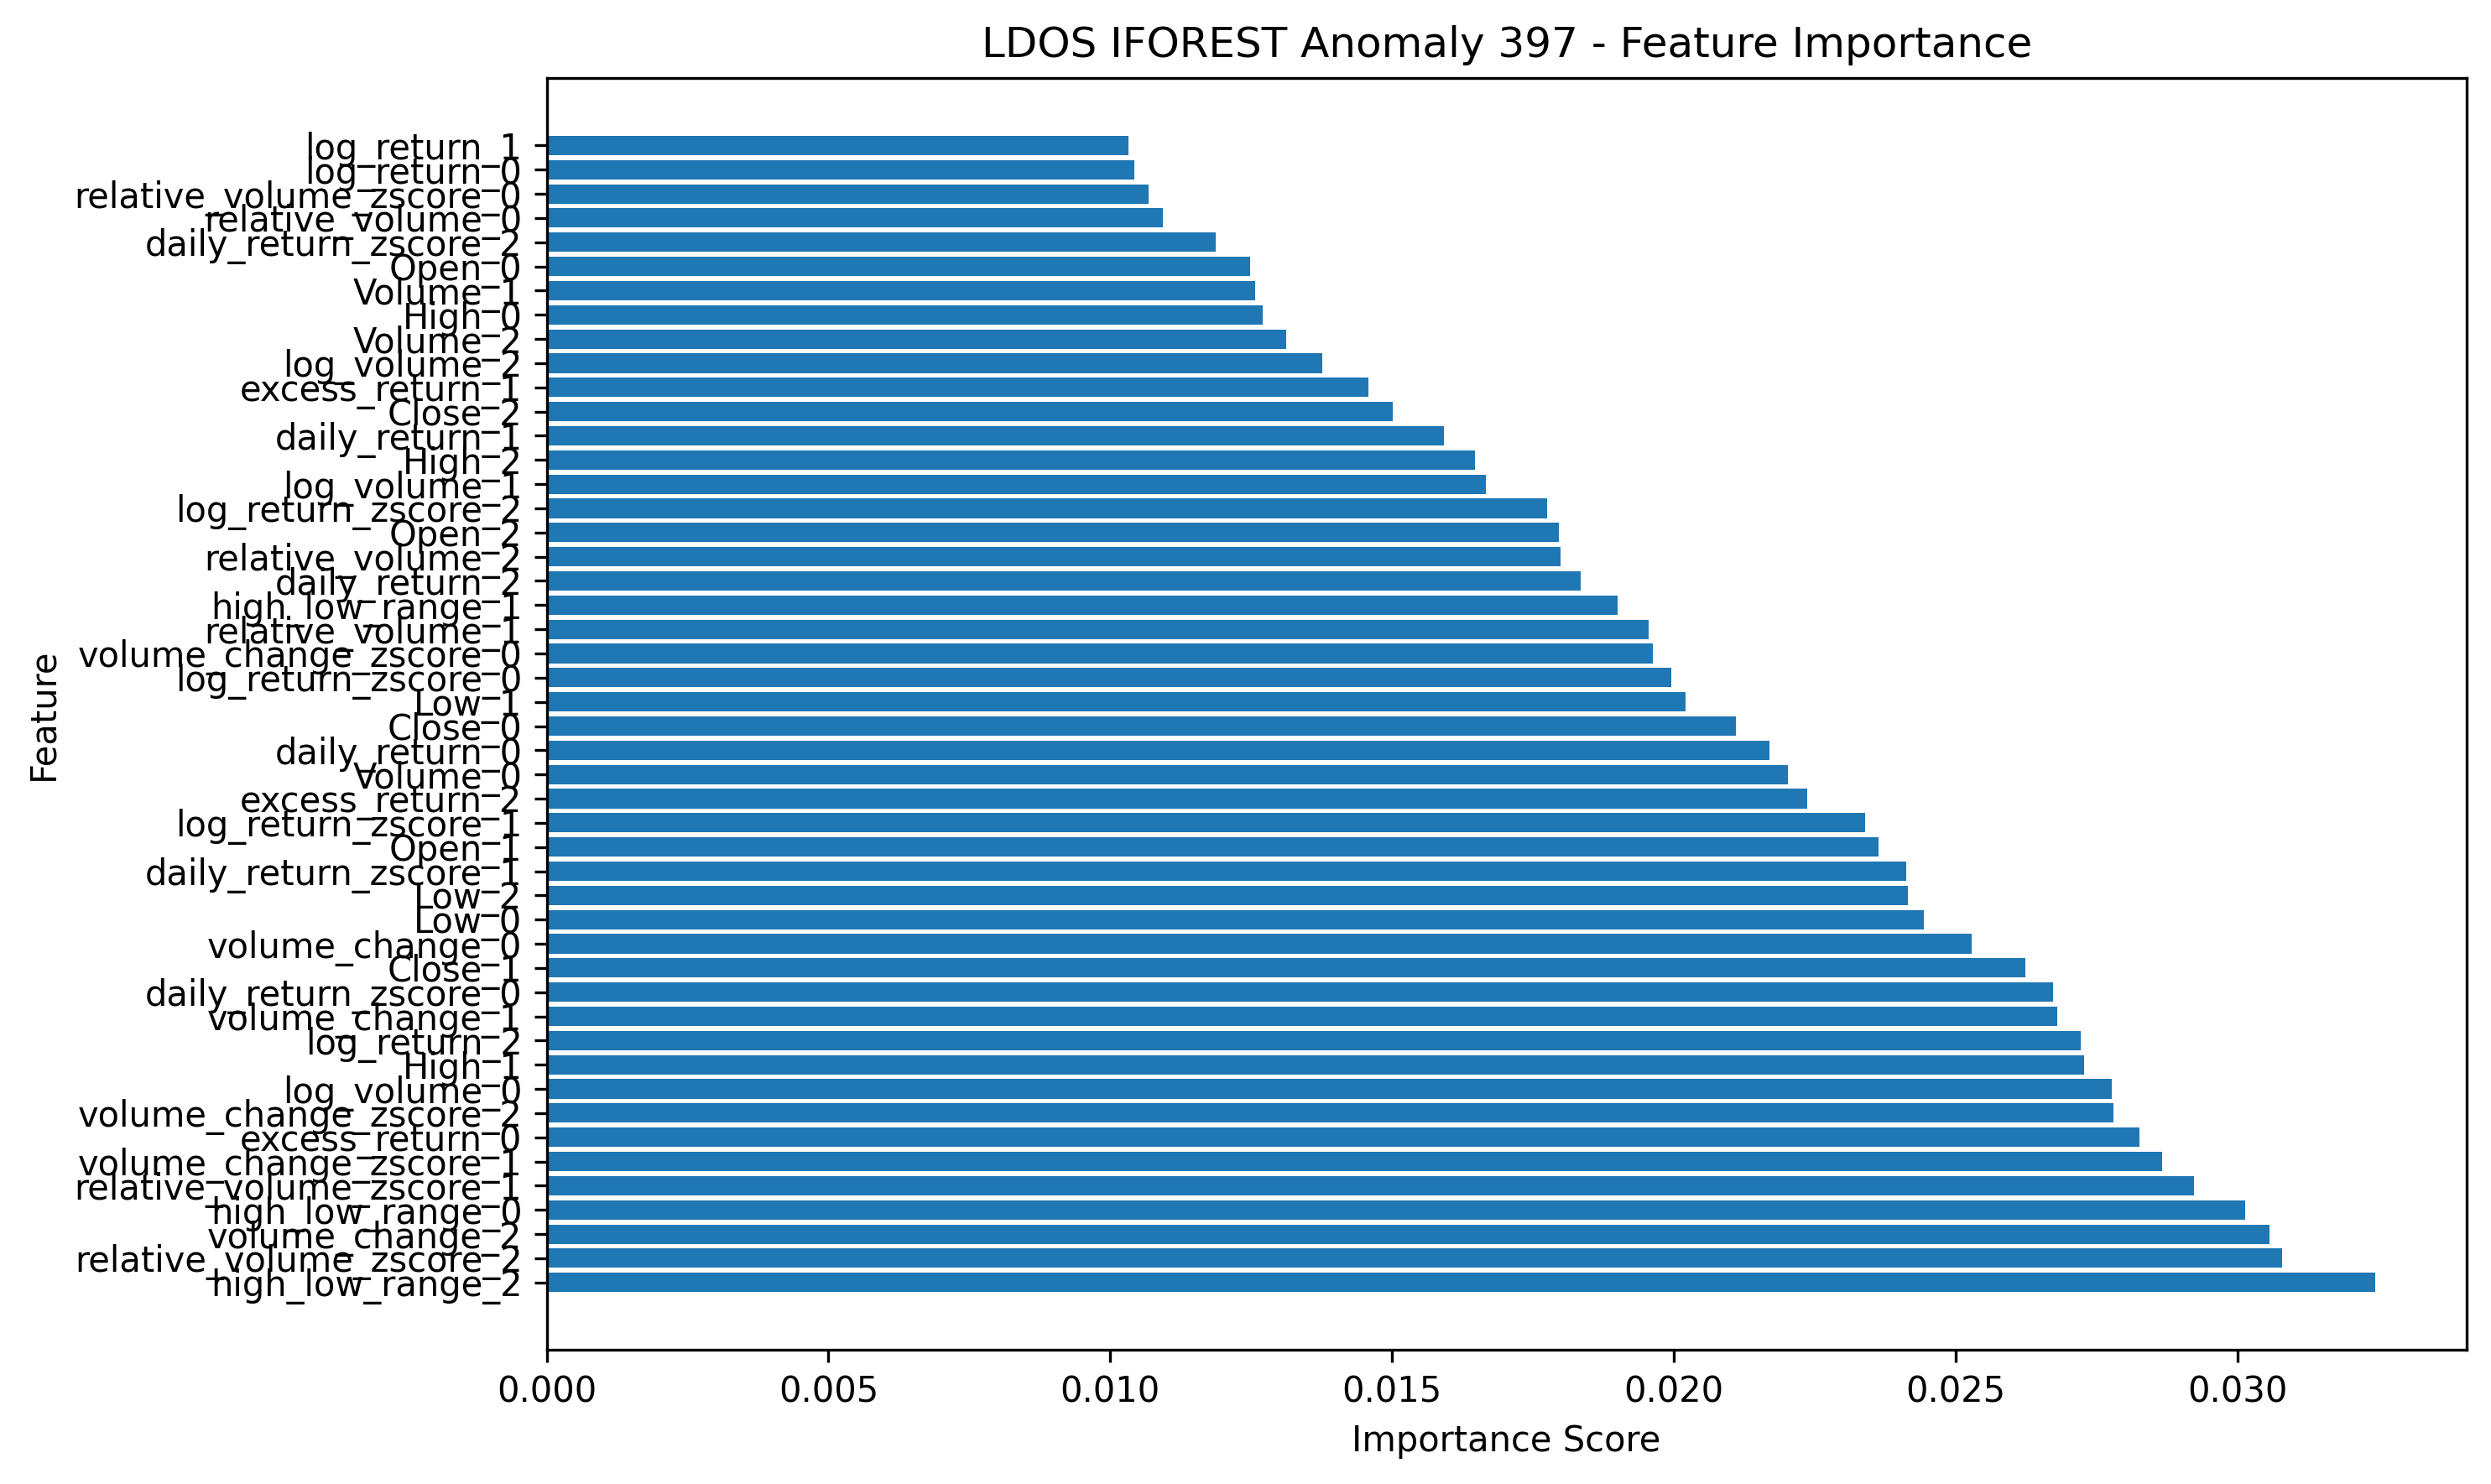 LDOS IFOREST Anomaly 397 - Feature Importance
log_return_1
log_return_0
relative_volume_zscore_0
relative_volume_0
daily_return_zscore_2
Open_0
Volume_1
High_0
Volume_2
log_volume_2
excess_return_1
Close_2
daily_return_1
High_2
log_volume_1
log_return_zscore_2
Open_2
relative_volume_2
daily_return_2
high_low_range_1
relative_volume_1
volume_change_zscore_0
log_return_zscore_0
Low_1
Close_0
daily_return_0
Volume_0
excess_return_2
log_return_zscore_1
Open_1
daily_return_zscore_1
Low_2
Low_0
volume_change_0
Close_1
daily_return_zscore_0
volume_change_1
log_return_2
High_1
log_volume_0
volume_change_zscore_2
excess_return_0
volume_change_zscore_1
relative_volume_zscore_1
high_low_range_0
volume_change_2
relative_volume_zscore_2
high_low_range_2
Feature
0.000 0.005 0.010 0.015 0.020 0.025 0.030
Importance Score